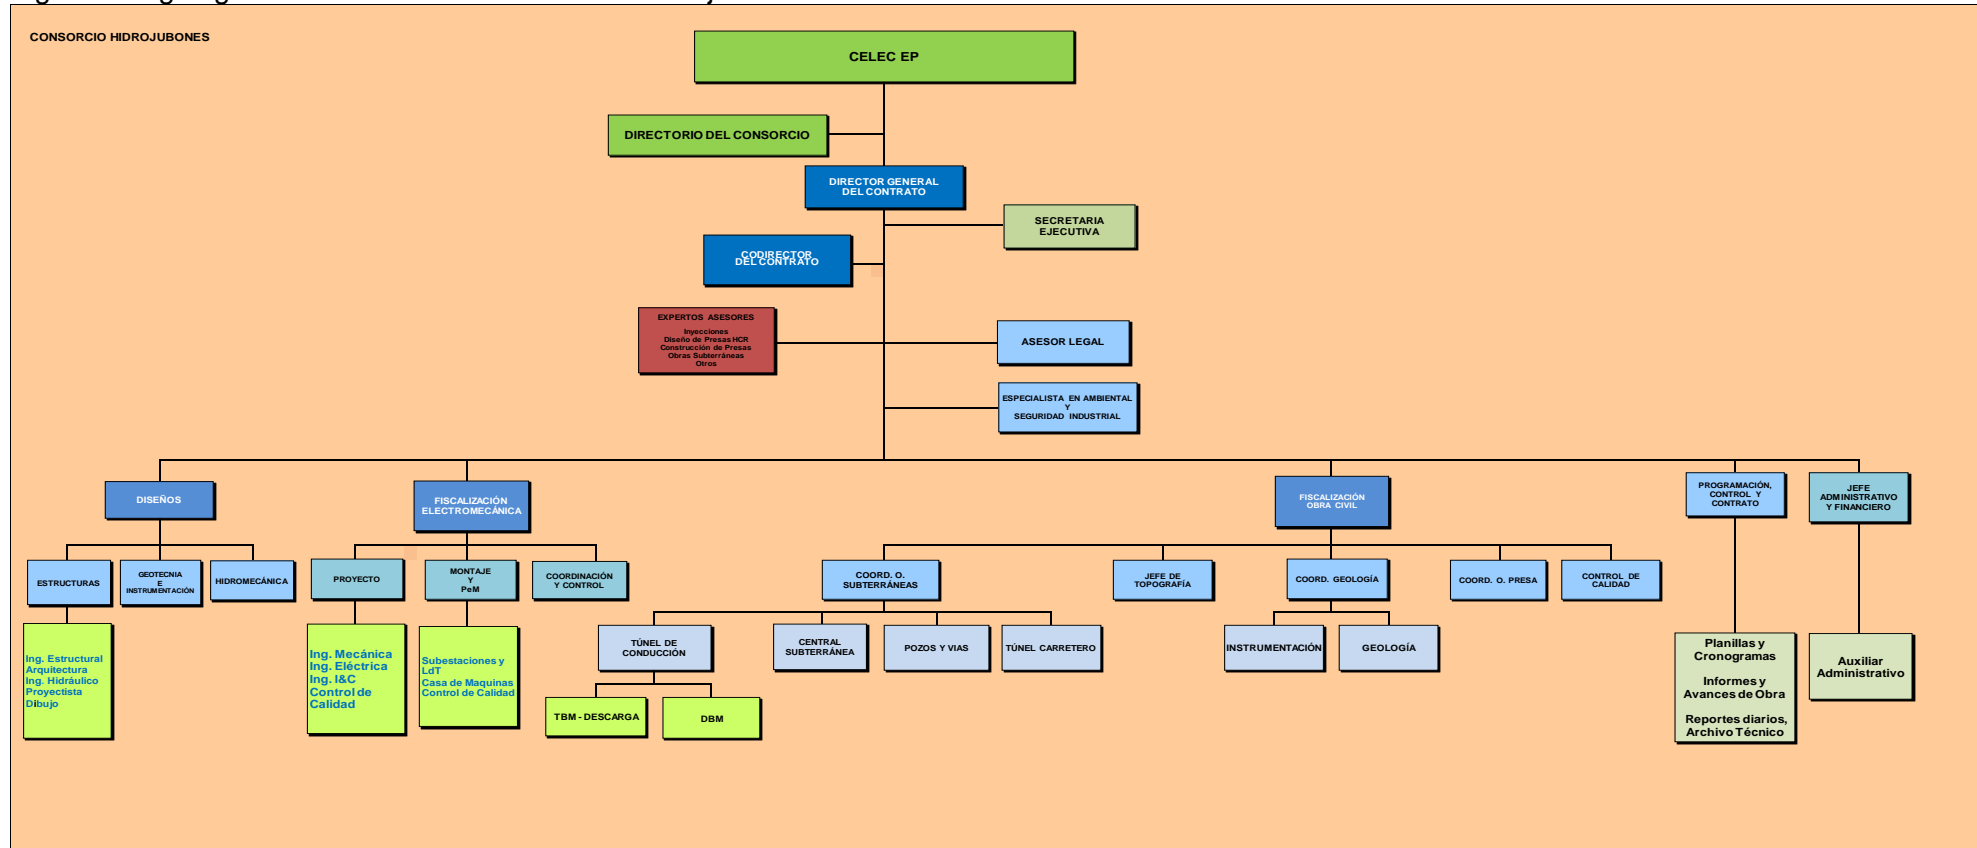 CONSORCIO HIDROJUBONES
CELEC EP
DIRECTORIO DEL CONSORCIO
DIRECTOR GENERAL
DEL CONTRATO
SECRETARIA
EJECUTIVA
CODIRECTOR
DEL CONTRATO
EXPERTOS ASESORES
Inyecciones
Diseño de Presas HCR
Construcción de Presas
Obras Subterráneas
Otros
ASESOR LEGAL
ESPECIALISTA EN AMBIENTAL
Y
SEGURIDAD INDUSTRIAL
DISEÑOS
FISCALIZACIÓN
ELECTROMECÁNICA
FISCALIZACIÓN
OBRA CIVIL
PROGRAMACIÓN,
CONTROL Y
CONTRATO
JEFE
ADMINISTRATIVO
Y FINANCIERO
ESTRUCTURAS
GEOTECNIA
E
INSTRUMENTACIÓN
HIDROMECÁNICA
PROYECTO
MONTAJE
Y
PeM
COORDINACIÓN
Y CONTROL
COORD. O.
SUBTERRÁNEAS
JEFE DE
TOPOGRAFÍA
COORD. GEOLOGÍA
COORD. O. PRESA
CONTROL DE
CALIDAD
Ing. Estructural
Arquitectura
Ing. Hidráulico
Proyectista
Dibujo
Ing. Mecánica
Ing. Eléctrica
Ing. I&C
Control de
Calidad
Subestaciones y
LdT
Casa de Maquinas
Control de Calidad
TÚNEL DE
CONDUCCIÓN
CENTRAL
SUBTERRÁNEA
POZOS Y VIAS
TÚNEL CARRETERO
INSTRUMENTACIÓN
GEOLOGÍA
TBM - DESCARGA
DBM
Planillas y
Cronogramas
Informes y
Avances de Obra
Reportes diarios,
Archivo Técnico
Auxiliar
Administrativo